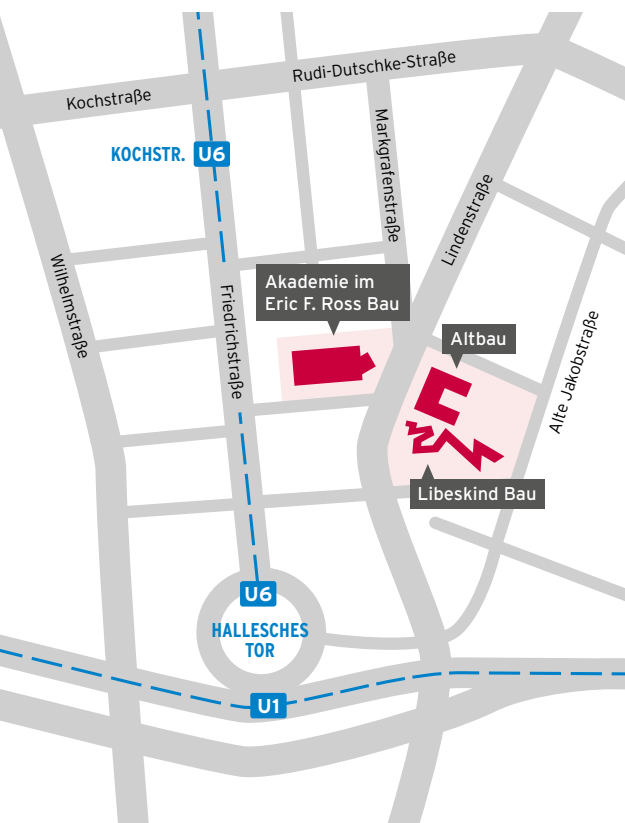 Rudi-Dutschke-Straße
Kochstraße
Markgrafenstraße
KOCHSTR. U6
Lindenstraße
Wilhelmstraße
Friedrichstraße
Akademie im
Eric F. Ross Bau
Altbau
Alte Jakobstraße
Libeskind Bau
U6
HALLESCHES
TOR
U1